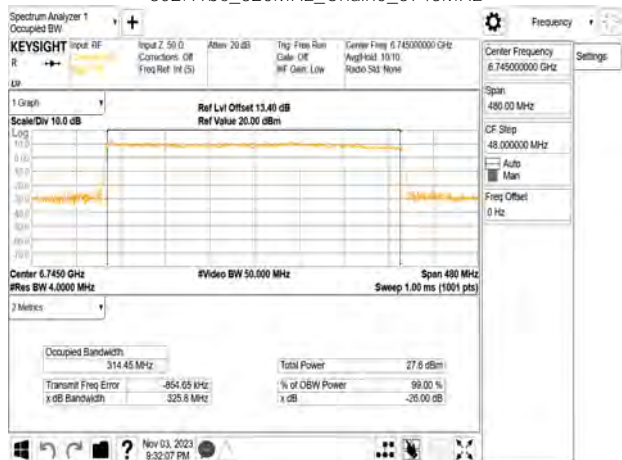 Spectrum Analyzer 1
Occupied BW
Frequency
KEYSIGHT Input: RF
R
Input Z: 50 Ω
Corrections: Off
Freq Ref: Int (S)
Atten: 20 dB
Trig: Free Run
Gate: Off
#IF Gain: Low
Center Freq: 6.745000000 GHz
Avg|Hold: 10/10
Radio Std: None
Center Frequency
6.745000000 GHz
Settings
Span
480.00 MHz
CF Step
48.000000 MHz
Auto
Man
Freq Offset
0 Hz
1 Graph
Scale/Div 10.0 dB
Ref Lvl Offset 13.40 dB
Ref Value 20.00 dBm
Log
10.0
0.00
Center 6.7450 GHz
#Res BW 4.0000 MHz
#Video BW 50.000 MHz
Span 480 MHz
Sweep 1.00 ms (1001 pts)
2 Metrics
Occupied Bandwidth
314.45 MHz
Total Power 27.6 dBm
Transmit Freq Error -854.65 kHz
% of OBW Power 99.00 %
x dB Bandwidth 325.8 MHz
x dB -26.00 dB
Nov 03, 2023
9:32:07 PM